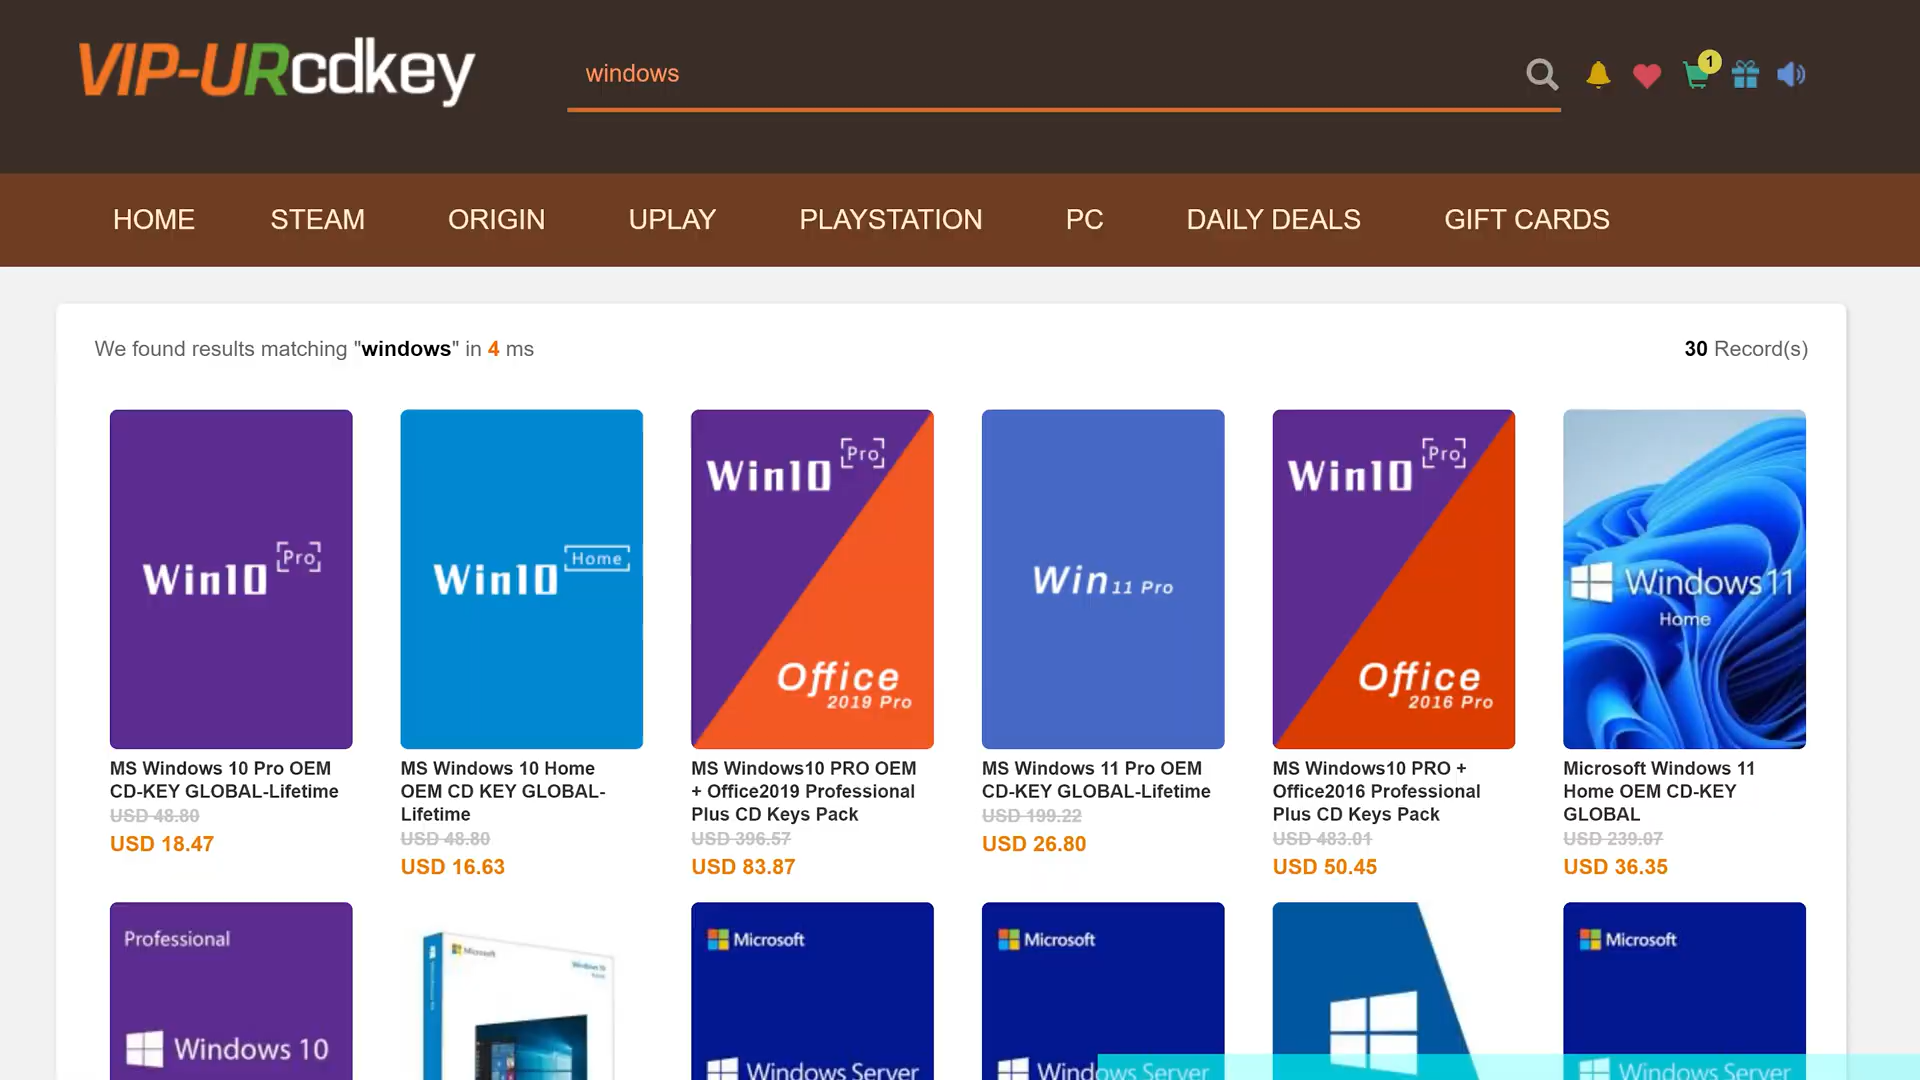 VIP-URcdkey
windows
1
HOME
STEAM
ORIGIN
UPLAY
PLAYSTATION
PC
DAILY DEALS
GIFT CARDS
We found results matching "windows" in 4 ms
30 Record(s)
Win10 Pro
Win10 Home
Win10 Pro
Office
2019 Pro
Win 11 Pro
Win10 Pro
Office
2016 Pro
Windows 11
Home
MS Windows 10 Pro OEM
CD-KEY GLOBAL-Lifetime
USD 48.80
USD 18.47
MS Windows 10 Home
OEM CD KEY GLOBAL-
Lifetime
USD 48.80
USD 16.63
MS Windows10 PRO OEM
+ Office2019 Professional
Plus CD Keys Pack
USD 396.57
USD 83.87
MS Windows 11 Pro OEM
CD-KEY GLOBAL-Lifetime
USD 199.22
USD 26.80
MS Windows10 PRO +
Office2016 Professional
Plus CD Keys Pack
USD 483.01
USD 50.45
Microsoft Windows 11
Home OEM CD-KEY
GLOBAL
USD 239.07
USD 36.35
Professional
Windows 10
Microsoft
Windows 10
Microsoft
Windows Server
Microsoft
Windows Server
Microsoft
Windows Server